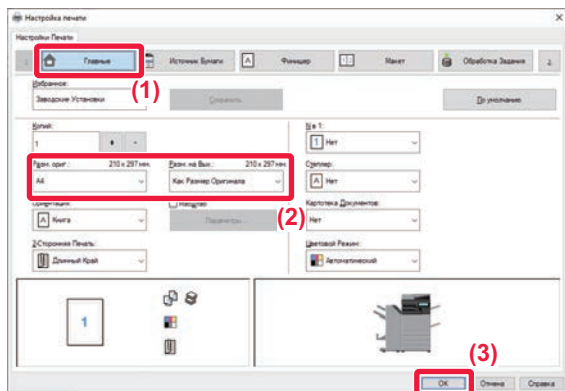 Настройка печати
Настройки Печати
Главные
Источник Бумаги
Финишер
Макет
Обработка Задания
(1)
Избранное:
Заводские Установки
Сохранить
По умолчанию
Копий:
1
+ -
N в 1:
1 Нет
Разм. ориг.: 210 x 297 мм.
Разм. на Вых.: 210 x 297 мм.
Степлер:
A4
Как Размер Оригинала
A Нет
(2)
Ориентация:
Масштаб
Картотека Документов:
A Книга
Параметры...
Нет
2-Сторонняя Печать:
Цветовой Режим:
Длинный Край
Автоматический
1
(3)
OK
Отмена
Справка